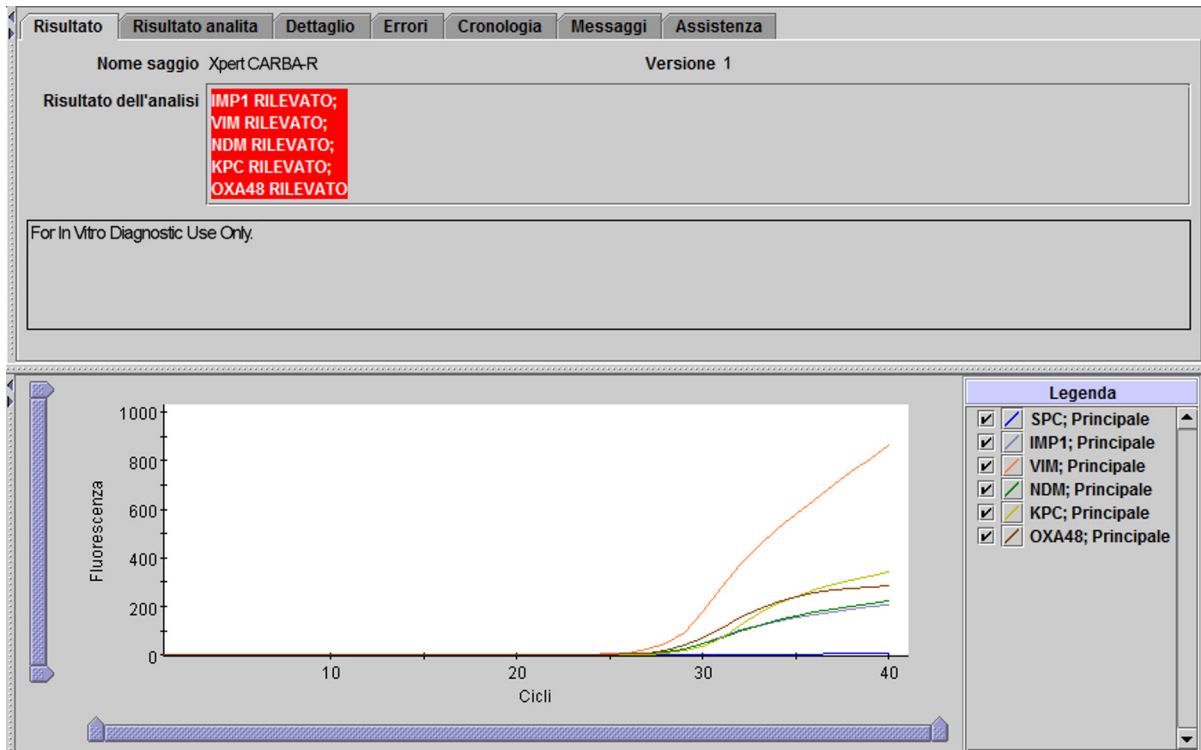 Risultato Risultato analita Dettaglio Errori Cronologia Messaggi Assistenza
Nome saggio Xpert CARBA-R Versione 1
Risultato dell'analisi IMP1 RILEVATO;
VIM RILEVATO;
NDM RILEVATO;
KPC RILEVATO;
OXA48 RILEVATO
For In Vitro Diagnostic Use Only.
Legenda
SPC; Principale
IMP1; Principale
VIM; Principale
NDM; Principale
KPC; Principale
OXA48; Principale
1000
800
600
400
200
0
Fluorescenza
10 20 30 40
Cicli